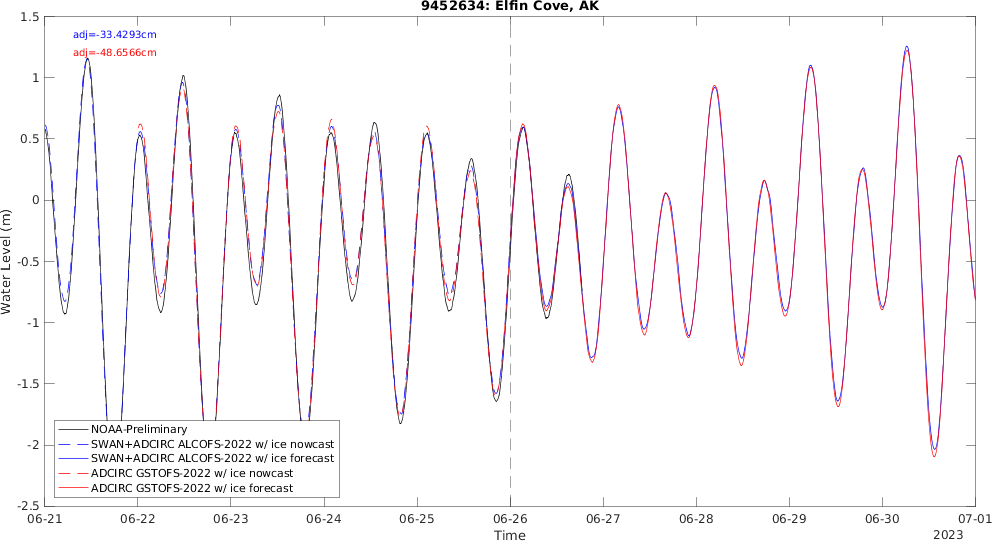 9452634: Elfin Cove, AK
adj=-33.4293cm
adj=-48.6566cm
1.5
1
0.5
0
-0.5
-1
-1.5
-2
-2.5
Water Level (m)
NOAA-Preliminary
SWAN+ADCIRC ALCOFS-2022 w/ ice nowcast
SWAN+ADCIRC ALCOFS-2022 w/ ice forecast
ADCIRC GSTOFS-2022 w/ ice nowcast
ADCIRC GSTOFS-2022 w/ ice forecast
06-21 06-22 06-23 06-24 06-25 06-26 06-27 06-28 06-29 06-30 07-01
Time
2023